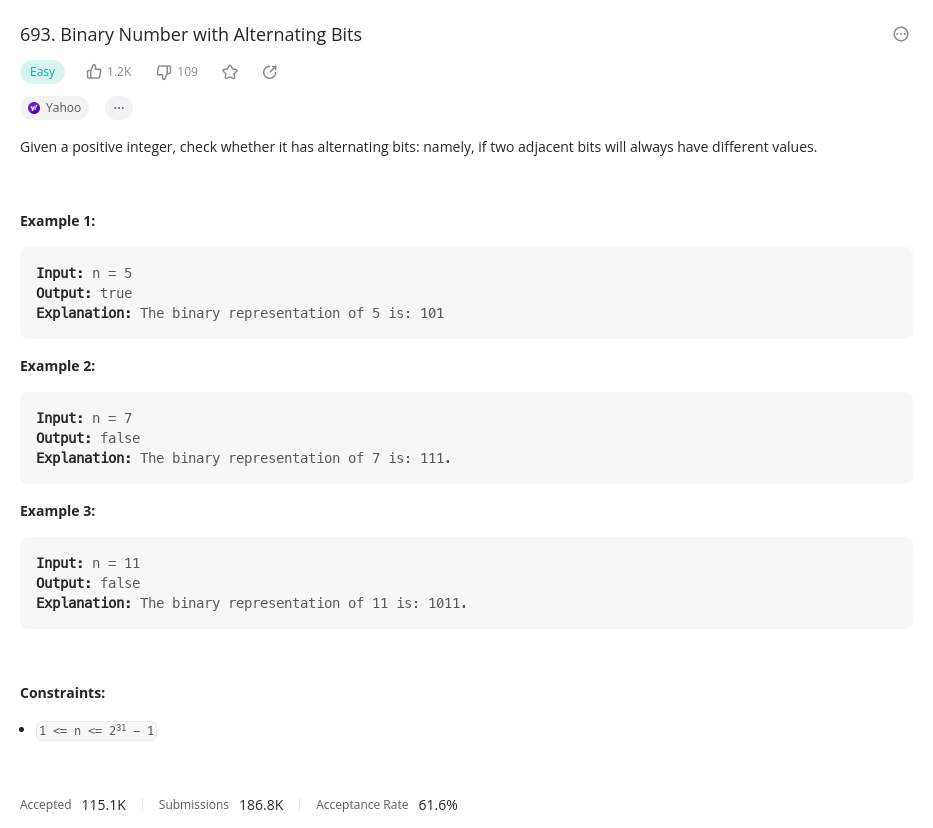 693. Binary Number with Alternating Bits
Easy 1.2K 109
Yahoo ...
Given a positive integer, check whether it has alternating bits: namely, if two adjacent bits will always have different values.
Example 1:
Input: n = 5
Output: true
Explanation: The binary representation of 5 is: 101
Example 2:
Input: n = 7
Output: false
Explanation: The binary representation of 7 is: 111.
Example 3:
Input: n = 11
Output: false
Explanation: The binary representation of 11 is: 1011.
Constraints:
• 1 <= n <= 2³¹ − 1
Accepted 115.1K Submissions 186.8K Acceptance Rate 61.6%